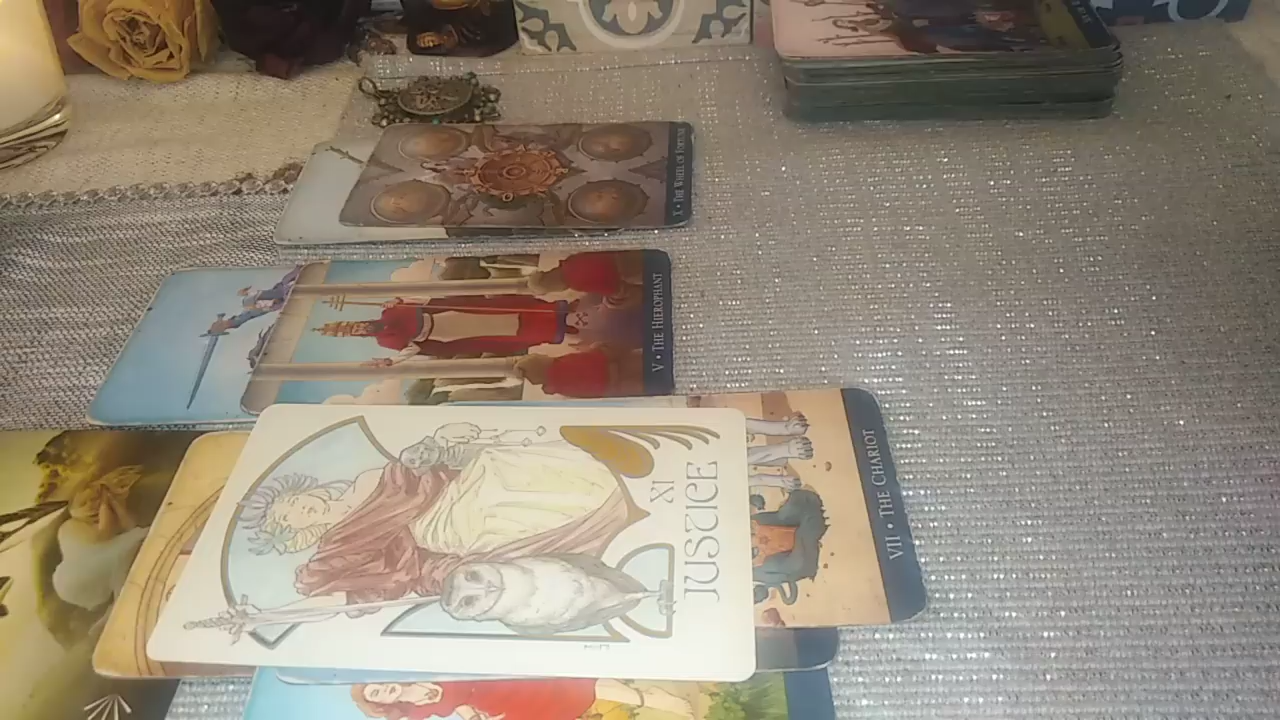 X • THE WHEEL OF FORTUNE
V • THE HIEROPHANT
XI
JUSTICE
VII • THE CHARIOT